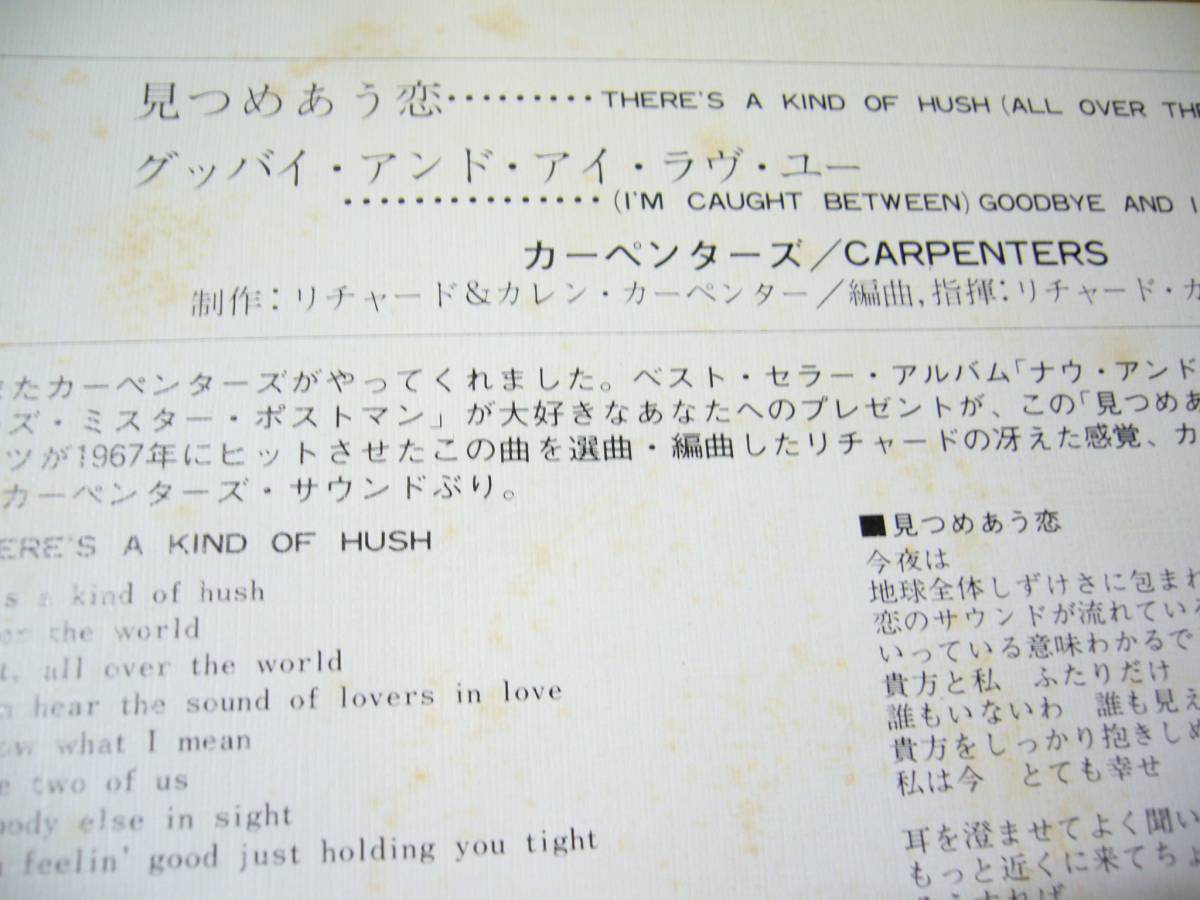 見つめあう恋・・・・・・・・・THERE'S A KIND OF HUSH (ALL OVER THE
グッバイ・アンド・アイ・ラヴ・ユー
・・・・・・・・・・・・・・・(I'M CAUGHT BETWEEN) GOODBYE AND I
カーペンターズ／CARPENTERS
制作：リチャード＆カレン・カーペンター／編曲，指揮：リチャード・カ
たカーペンターズがやってくれました。ベスト・セラー・アルバム「ナウ・アンド
ズ・ミスター・ポストマン」が大好きなあなたへのプレゼントが、この「見つめあ
ツが1967年にヒットさせたこの曲を選曲・編曲したリチャードの冴えた感覚、カ
カーペンターズ・サウンドぶり。
ERE'S A KIND OF HUSH
s a kind of hush
er the world
t, all over the world
n hear the sound of lovers in love
ow what I mean
e two of us
body else in sight
feelin' good just holding you tight
■見つめあう恋
今夜は
地球全体しずけさに包まれ
恋のサウンドが流れてい
いっている意味わかるで
貴方と私　ふたりだけ
誰もいないわ　誰も見え
貴方をしっかり抱きしめ
私は今　とても幸せ
耳を澄ませてよく聞い
もっと近くに来てちょ